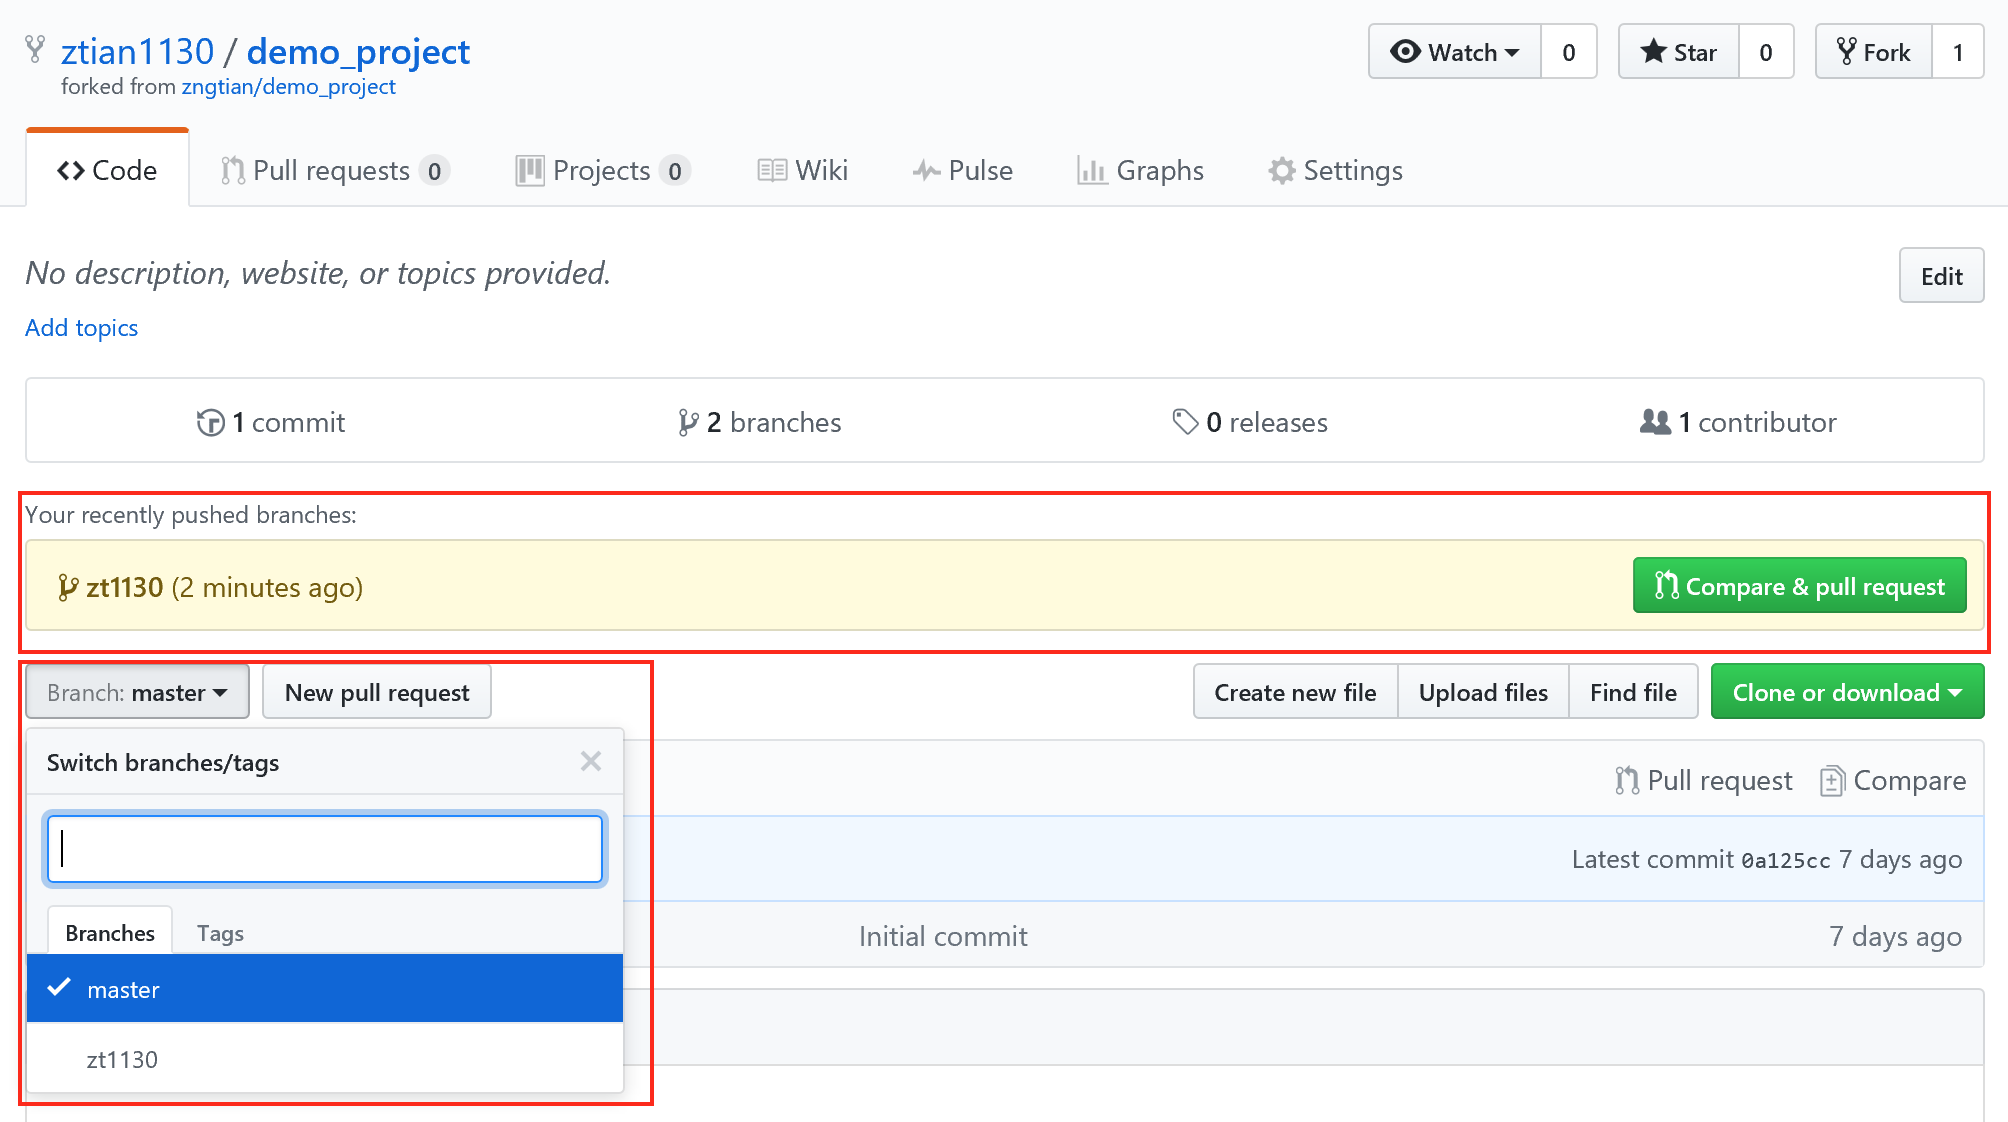 ztian1130 / demo_project
forked from zngtian/demo_project
Watch 0 Star 0 Fork 1
Code Pull requests 0 Projects 0 Wiki Pulse Graphs Settings
No description, website, or topics provided.
Edit
Add topics
1 commit 2 branches 0 releases 1 contributor
Your recently pushed branches:
zt1130 (2 minutes ago) Compare & pull request
Branch: master New pull request Create new file Upload files Find file Clone or download
Switch branches/tags
Pull request Compare
Latest commit 0a125cc 7 days ago
Branches Tags
Initial commit 7 days ago
master
zt1130